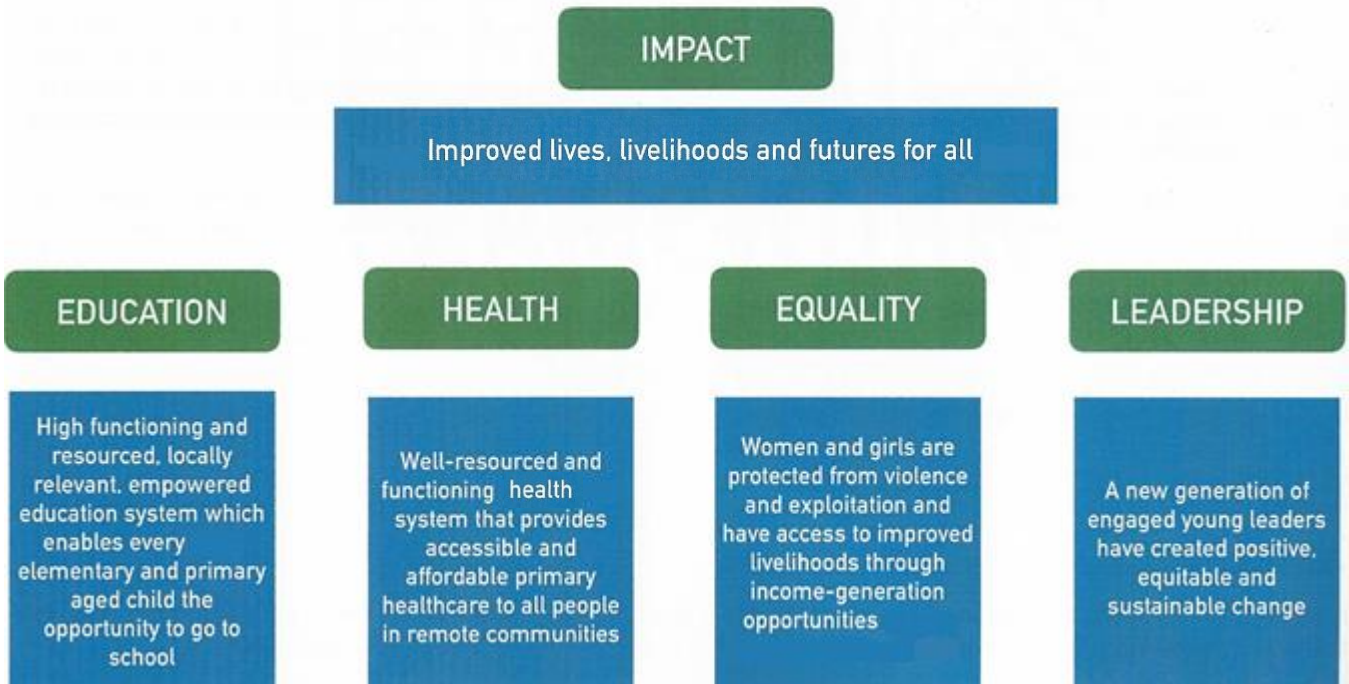 IMPACT
Improved lives, livelihoods and futures for all
EDUCATION
High functioning and
resourced, locally
relevant, empowered
education system which
enables every
elementary and primary
aged child the
opportunity to go to
school
HEALTH
Well-resourced and
functioning health
system that provides
accessible and
affordable primary
healthcare to all people
in remote communities
EQUALITY
Women and girls are
protected from violence
and exploitation and
have access to improved
livelihoods through
income-generation
opportunities
LEADERSHIP
A new generation of
engaged young leaders
have created positive,
equitable and
sustainable change